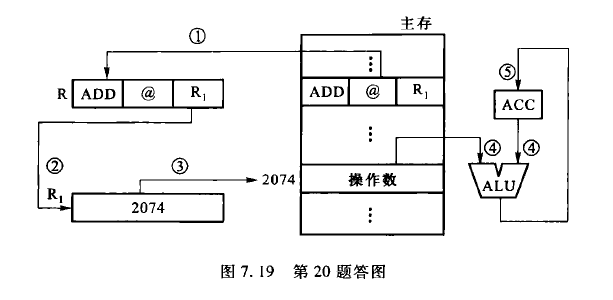 主存
①
⋮
⑤
R ADD @ R₁
ADD @ R₁
ACC
⋮
②
③
④ ④
R₁ 2074
2074 操作数
ALU
⋮
图 7.19 第 20 题答图